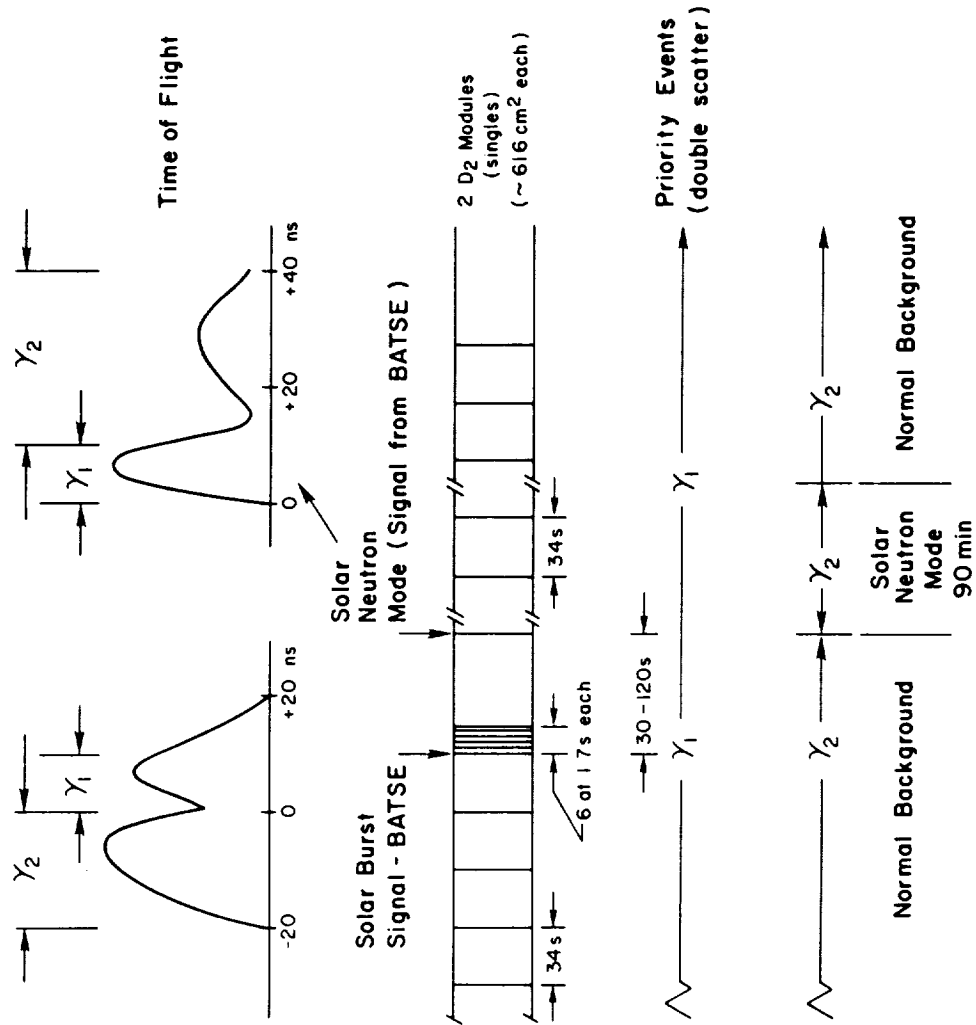 γ₂
γ₁
-20
0
+20 ns
γ₂
γ₁
0
+20
+40 ns
Time of Flight
Solar Burst
Signal - BATSE
Solar
Neutron
Mode (Signal from BATSE)
34s
6 at 1.7s each
34s
2 D₂ Modules
(singles)
(~ 616 cm² each)
30 - 120s
γ₁
γ₁
Priority Events
(double scatter)
γ₂
γ₂
γ₂
Normal Background
Solar
Neutron
Mode
90 min
Normal Background